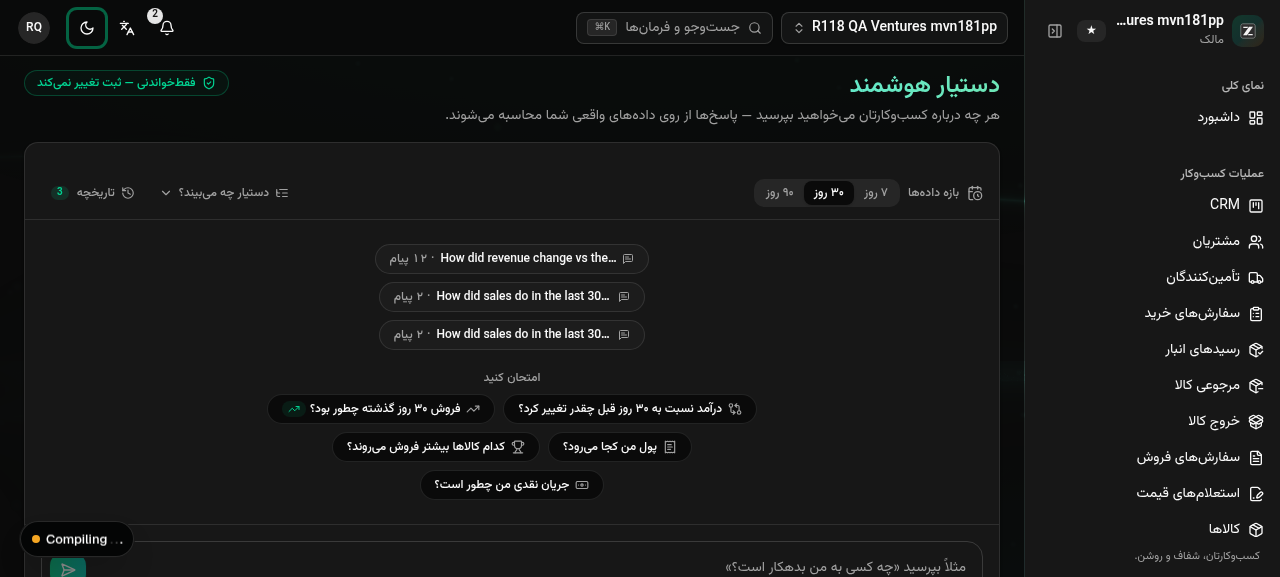 …ures mvn181pp
مالک
★
R118 QA Ventures mvn181pp
جست‌وجو و فرمان‌ها
⌘K
2
RQ
نمای کلی
داشبورد
عملیات کسب‌وکار
CRM
مشتریان
تأمین‌کنندگان
سفارش‌های خرید
رسیدهای انبار
مرجوعی کالا
خروج کالا
سفارش‌های فروش
استعلام‌های قیمت
کالاها
کسب‌وکارتان، شفاف و روشن.
دستیار هوشمند
فقط‌خواندنی — ثبت تغییر نمی‌کند
هر چه درباره کسب‌وکارتان می‌خواهید بپرسید — پاسخ‌ها از روی داده‌های واقعی شما محاسبه می‌شوند.
بازه داده‌ها
۷ روز
۳۰ روز
۹۰ روز
دستیار چه می‌بیند؟
تاریخچه
3
How did revenue change vs the… · ۱۲ پیام
How did sales do in the last 30… · ۲ پیام
How did sales do in the last 30… · ۲ پیام
امتحان کنید
درآمد نسبت به ۳۰ روز قبل چقدر تغییر کرد؟
فروش ۳۰ روز گذشته چطور بود؟
پول من کجا می‌رود؟
کدام کالاها بیشتر فروش می‌روند؟
جریان نقدی من چطور است؟
مثلاً بپرسید «چه کسی به من بدهکار است؟»
Compiling ...